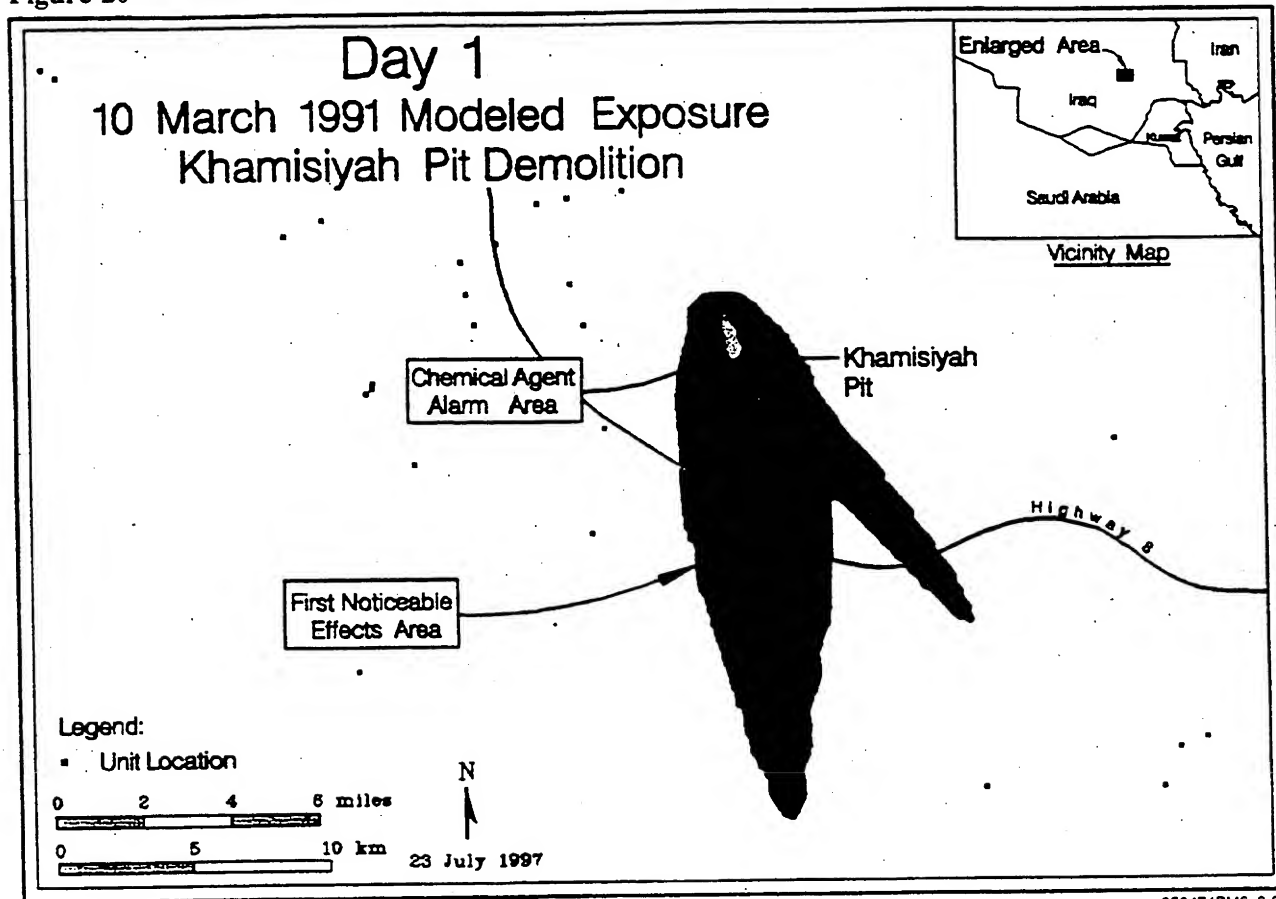 Day 1
10 March 1991 Modeled Exposure
Khamisiyah Pit Demolition
Enlarged Area
Iran
Iraq
Kuwait
Persian
Gulf
Saudi Arabia
Vicinity Map
Khamisiyah
Pit
Chemical Agent
Alarm Area
Highway 8
First Noticeable
Effects Area
Legend:
Unit Location
0 2 4 6 miles
0 5 10 km
N
23 July 1997